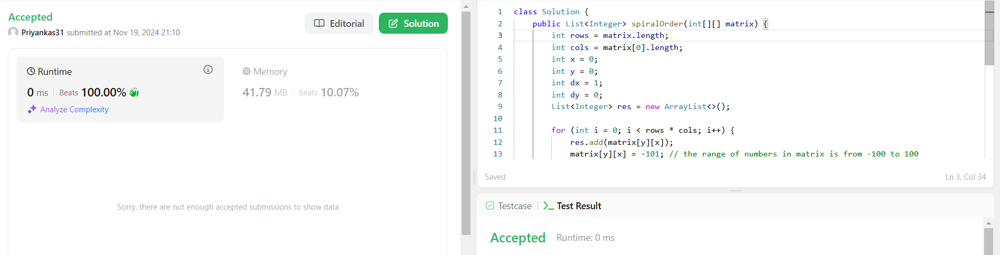 Accepted
Priyankas31 submitted at Nov 19, 2024 21:10
Editorial
Solution
Runtime
0 ms | Beats 100.00%
Analyze Complexity
Memory
41.79 MB | Beats 10.07%
Sorry, there are not enough accepted submissions to show data
1 class Solution {
2     public List<Integer> spiralOrder(int[][] matrix) {
3         int rows = matrix.length;
4         int cols = matrix[0].length;
5         int x = 0;
6         int y = 0;
7         int dx = 1;
8         int dy = 0;
9         List<Integer> res = new ArrayList<>();
10
11         for (int i = 0; i < rows * cols; i++) {
12             res.add(matrix[y][x]);
13             matrix[y][x] = -101; // the range of numbers in matrix is from -100 to 100
Saved
Ln 3, Col 34
Testcase | Test Result
Accepted Runtime: 0 ms